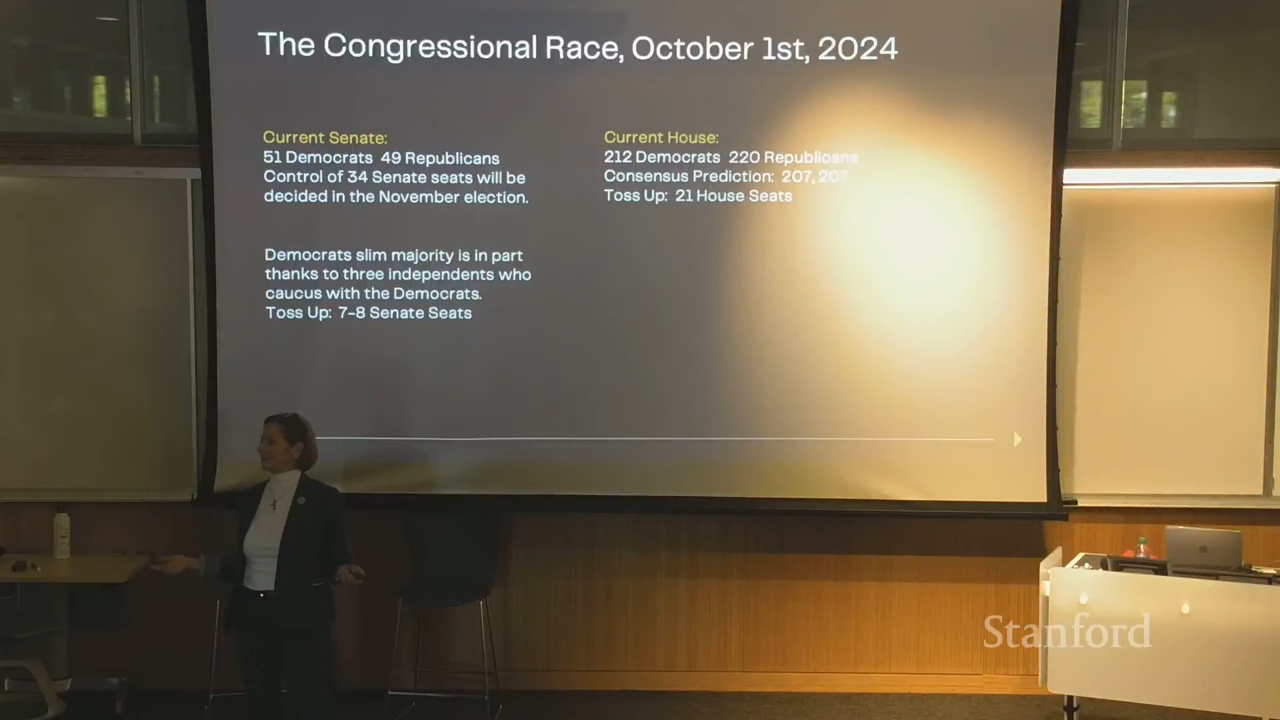 The Congressional Race, October 1st, 2024
Current Senate:
51 Democrats 49 Republicans
Control of 34 Senate seats will be
decided in the November election.
Democrats slim majority is in part
thanks to three independents who
caucus with the Democrats.
Toss Up: 7-8 Senate Seats
Current House:
212 Democrats 220 Republicans
Consensus Prediction: 207, 207
Toss Up: 21 House Seats
Stanford